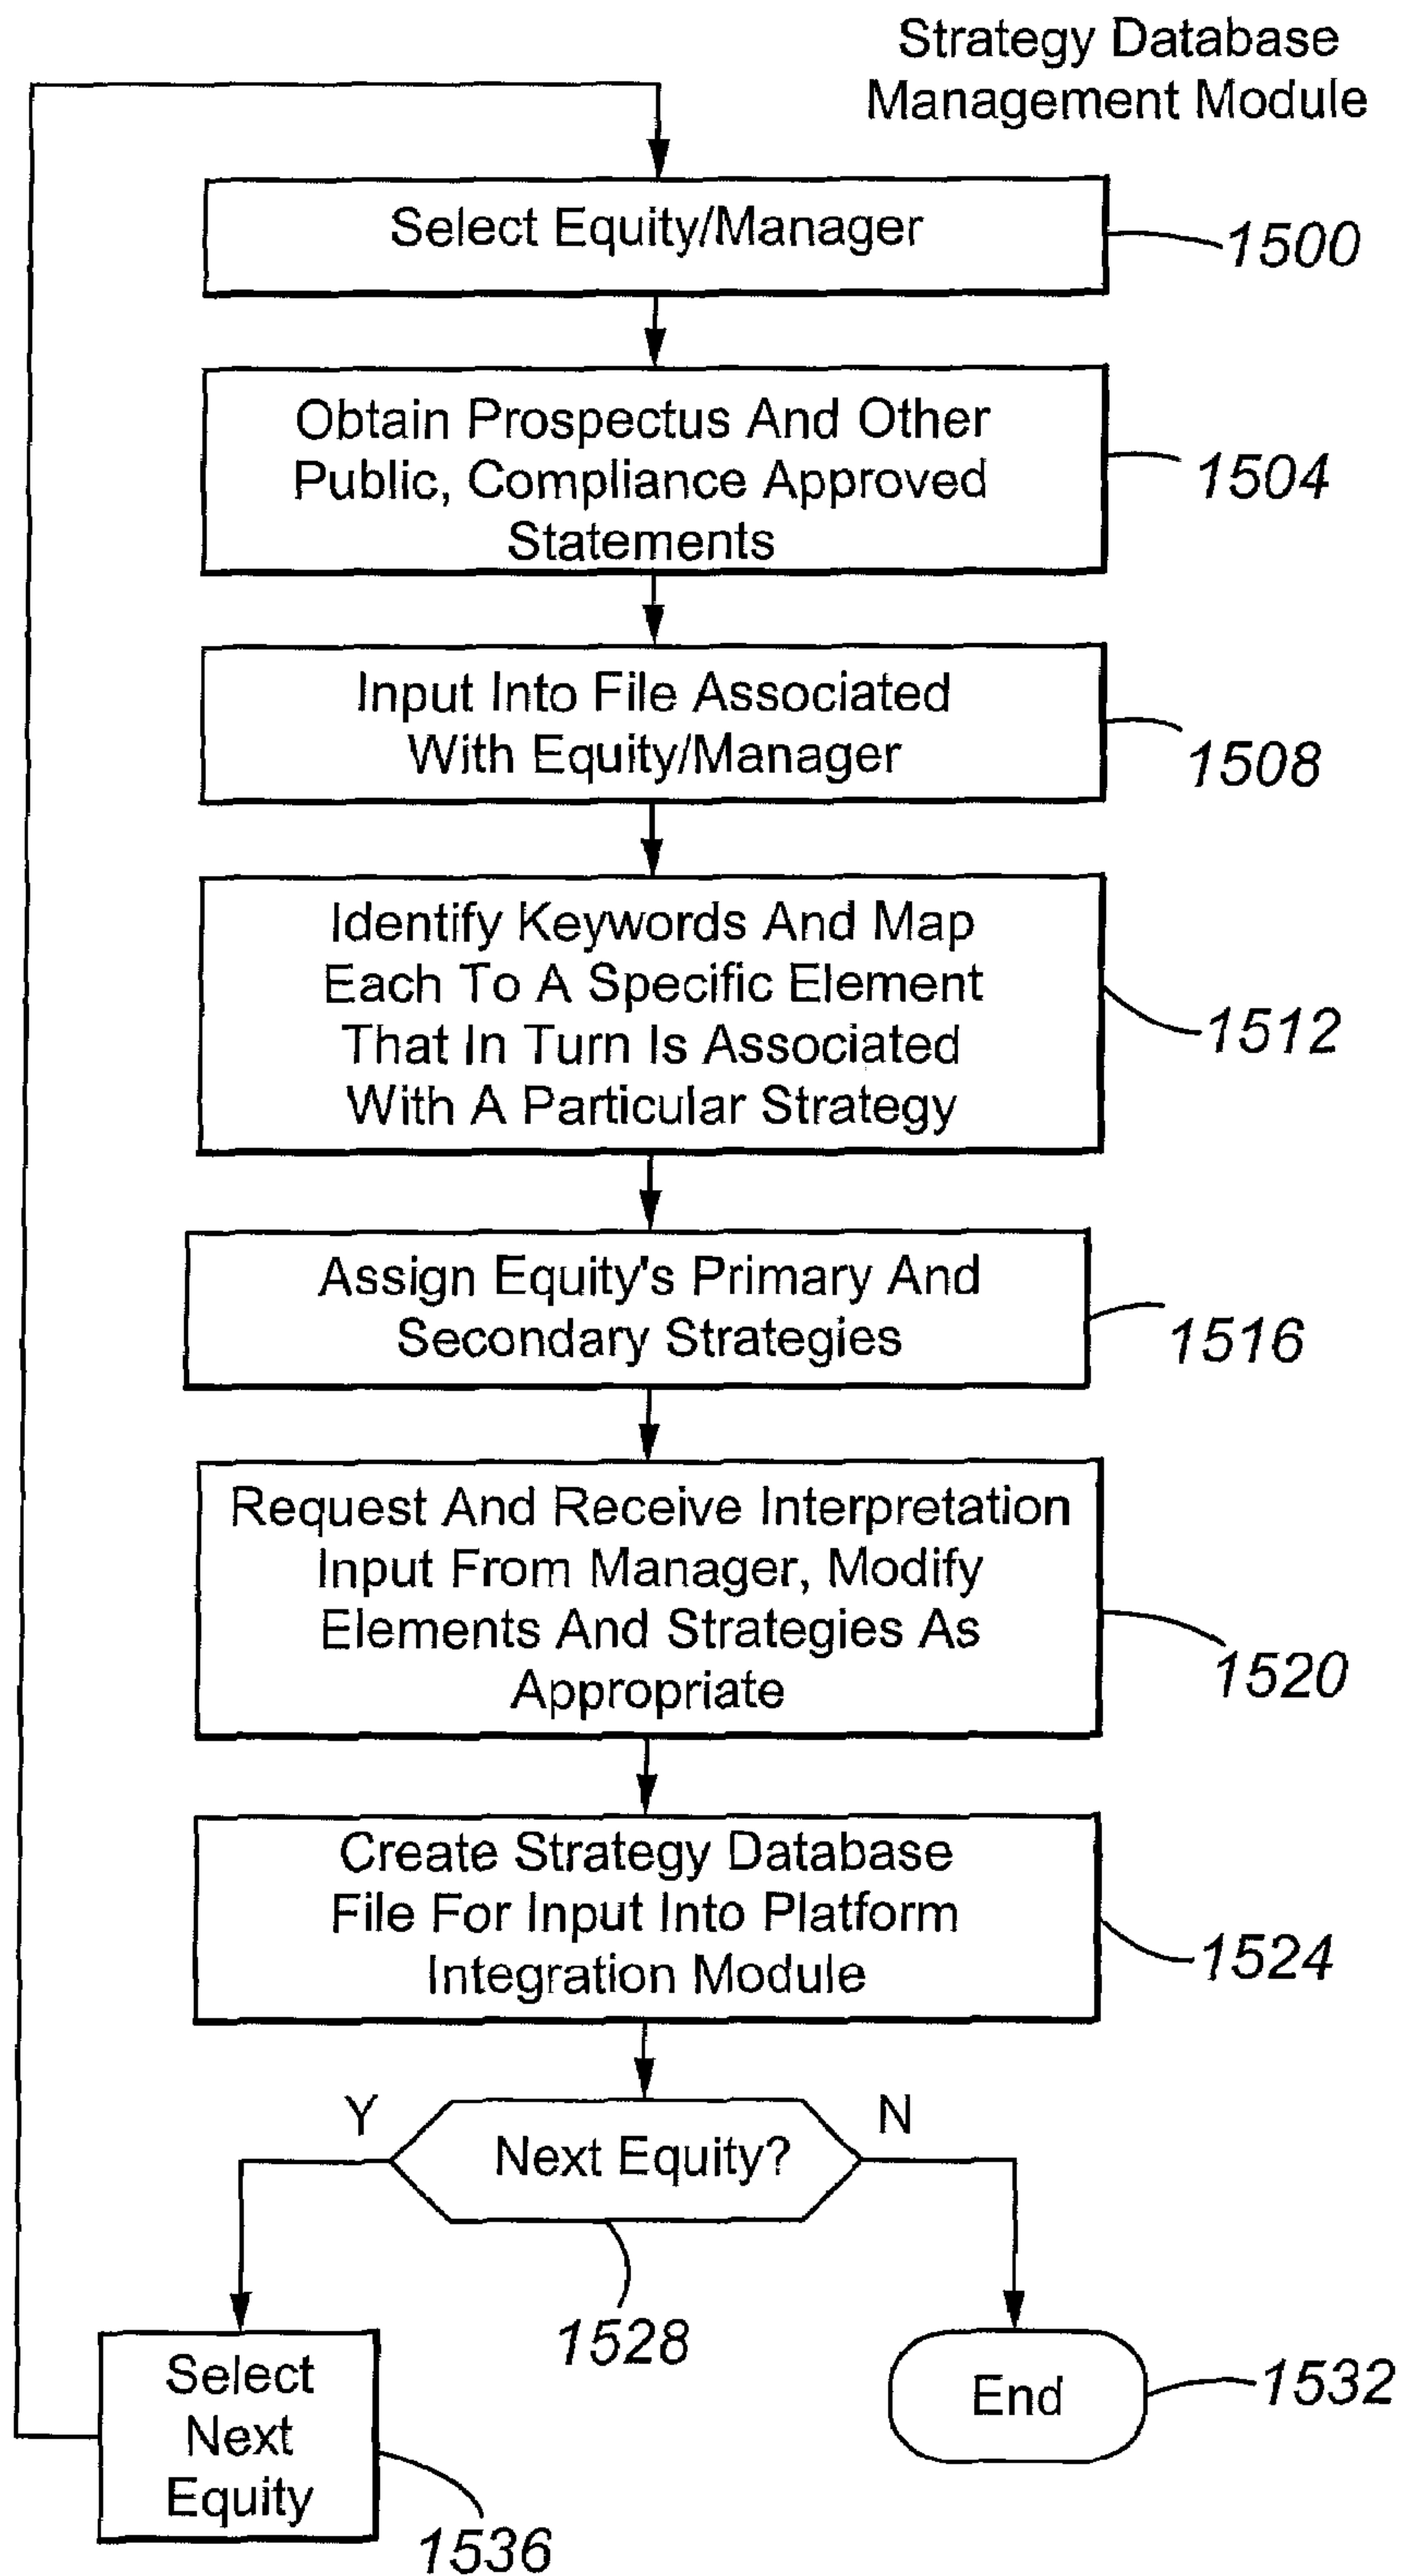 Strategy Database
Management Module
Select Equity/Manager
1500
Obtain Prospectus And Other
Public, Compliance Approved
Statements
1504
Input Into File Associated
With Equity/Manager
1508
Identify Keywords And Map
Each To A Specific Element
That In Turn Is Associated
With A Particular Strategy
1512
Assign Equity's Primary And
Secondary Strategies
1516
Request And Receive Interpretation
Input From Manager, Modify
Elements And Strategies As
Appropriate
1520
Create Strategy Database
File For Input Into Platform
Integration Module
1524
Y
N
Next Equity?
1528
Select
Next
Equity
1536
End
1532